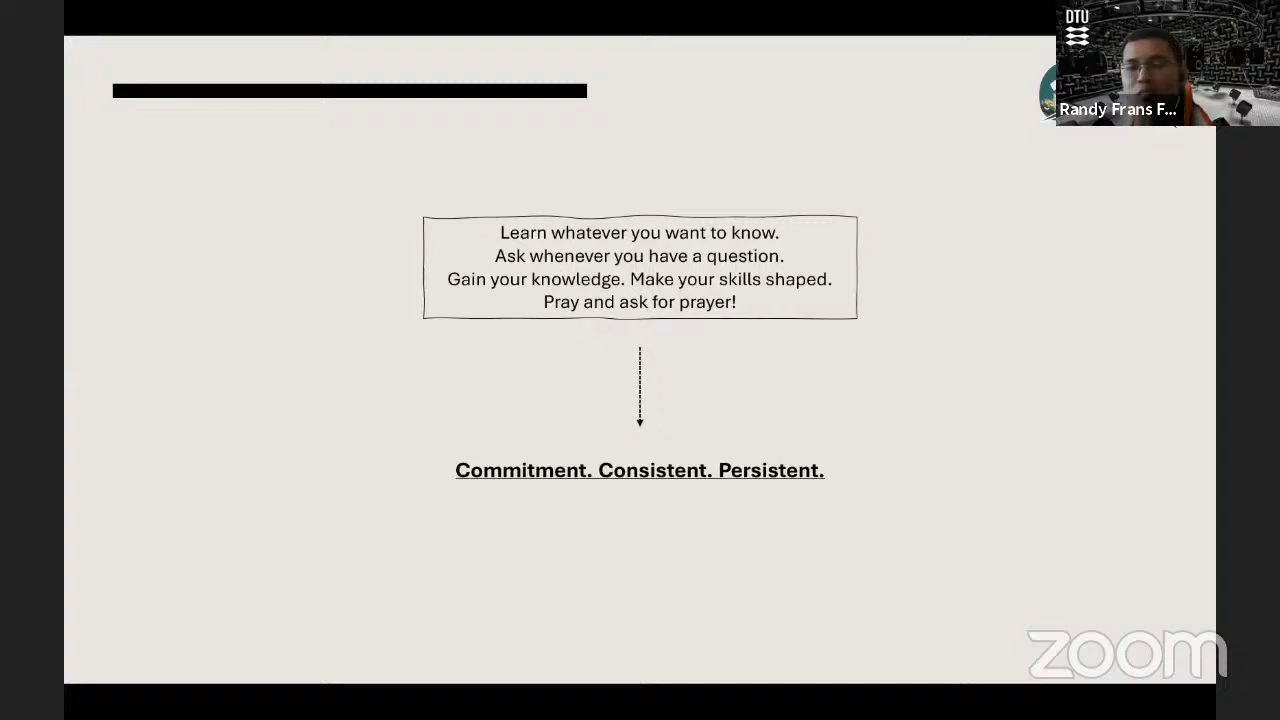 DTU
Randy Frans F...
Learn whatever you want to know.
Ask whenever you have a question.
Gain your knowledge. Make your skills shaped.
Pray and ask for prayer!
Commitment. Consistent. Persistent.
zoom